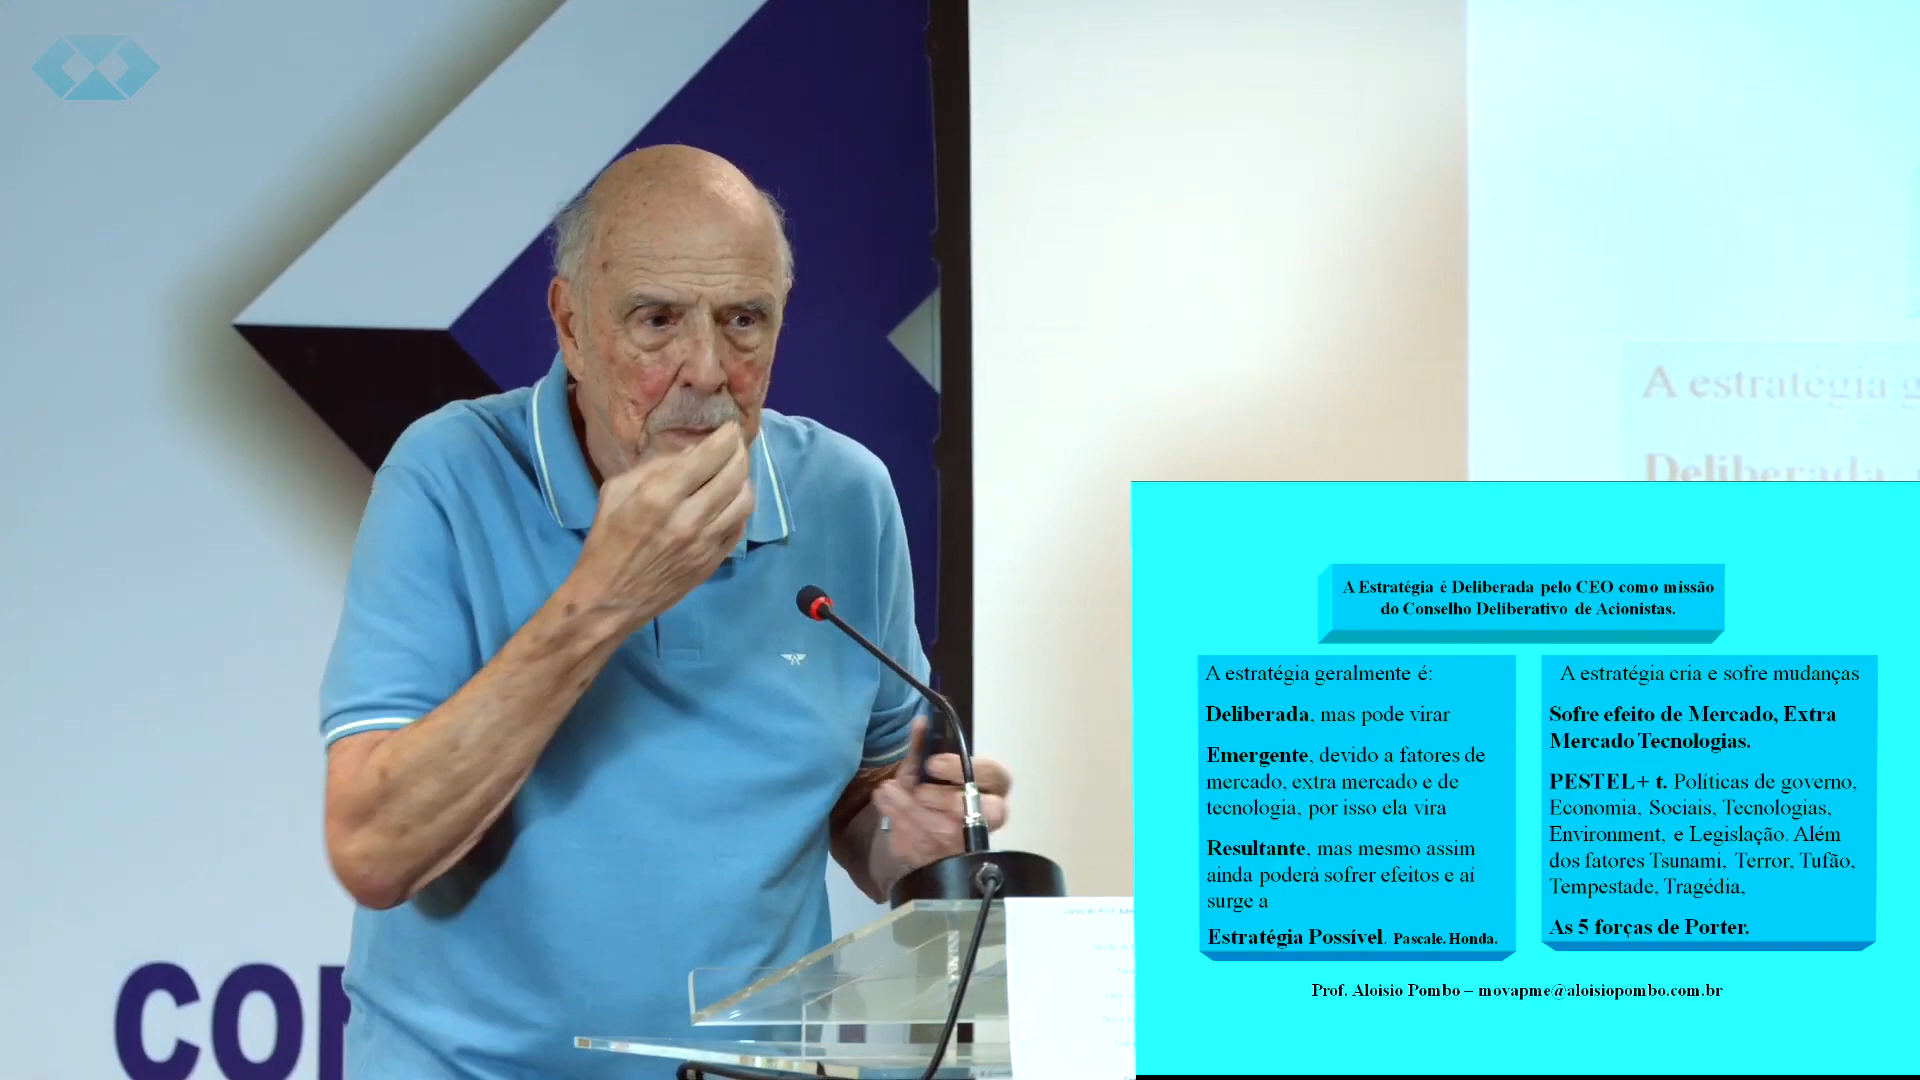 A estratégia g
Deliberada,
A Estratégia é Deliberada pelo CEO como missão
do Conselho Deliberativo de Acionistas.
A estratégia geralmente é:
Deliberada, mas pode virar
Emergente, devido a fatores de
mercado, extra mercado e de
tecnologia, por isso ela vira
Resultante, mas mesmo assim
ainda poderá sofrer efeitos e aí
surge a
Estratégia Possível. Pascale. Honda.
A estratégia cria e sofre mudanças
Sofre efeito de Mercado, Extra
Mercado Tecnologias.
PESTEL+ t. Políticas de governo,
Economia, Sociais, Tecnologias,
Environment, e Legislação. Além
dos fatores Tsunami, Terror, Tufão,
Tempestade, Tragédia,
As 5 forças de Porter.
Prof. Aloisio Pombo – movapme@aloisiopombo.com.br
CO